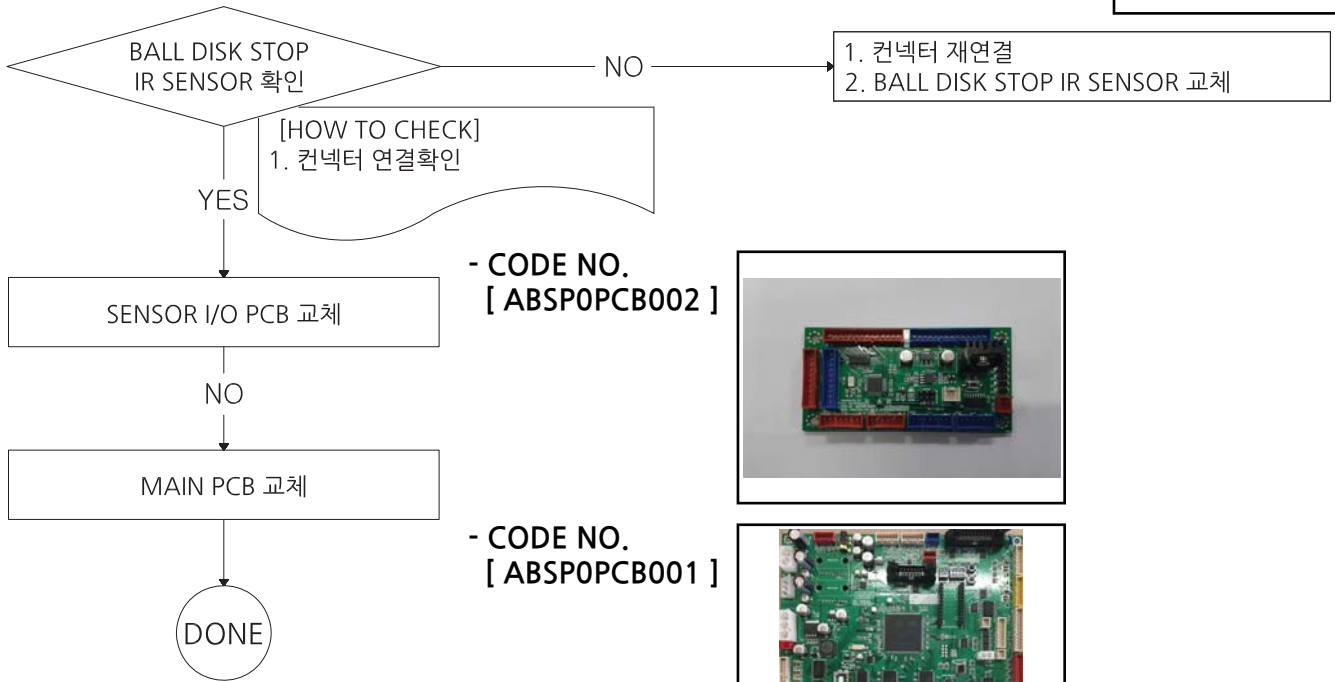 BALL DISK STOP
IR SENSOR 확인
NO
1. 컨넥터 재연결
2. BALL DISK STOP IR SENSOR 교체
[HOW TO CHECK]
1. 컨넥터 연결확인
YES
SENSOR I/O PCB 교체
- CODE NO.
[ ABSP0PCB002 ]
NO
MAIN PCB 교체
- CODE NO.
[ ABSP0PCB001 ]
DONE